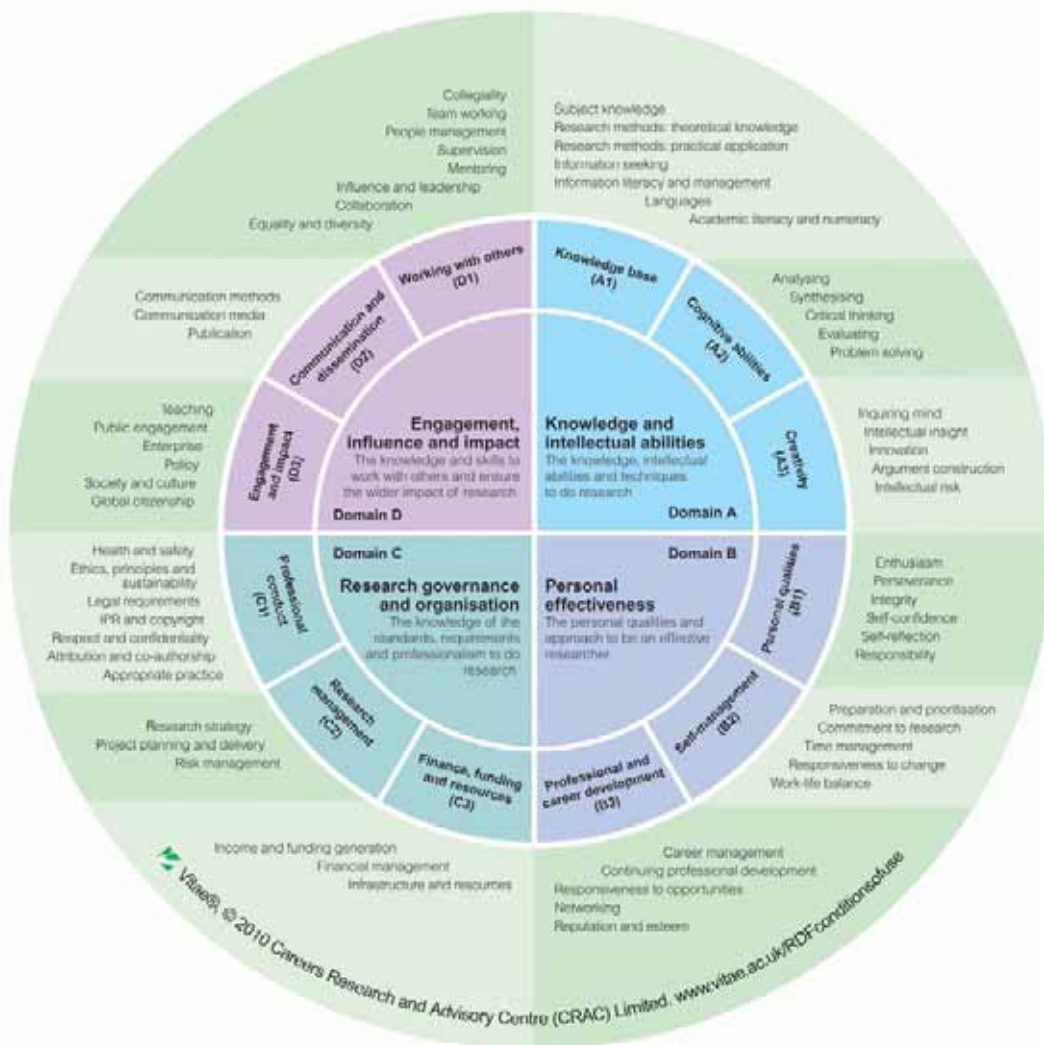 Collegiality
Team working
People management
Supervision
Mentoring
Influence and leadership
Collaboration
Equality and diversity
Subject knowledge
Research methods: theoretical knowledge
Research methods: practical application
Information seeking
Information literacy and management
Languages
Academic literacy and numeracy
Communication methods
Communication media
Publication
Analysing
Synthesising
Critical thinking
Evaluating
Problem solving
Teaching
Public engagement
Enterprise
Policy
Society and culture
Global citizenship
Inquiring mind
Intellectual insight
Innovation
Argument construction
Intellectual risk
Health and safety
Ethics, principles and
sustainability
Legal requirements
IPR and copyright
Respect and confidentiality
Attribution and co-authorship
Appropriate practice
Enthusiasm
Perseverance
Integrity
Self-confidence
Self-reflection
Responsibility
Research strategy
Project planning and delivery
Risk management
Preparation and prioritisation
Commitment to research
Time management
Responsiveness to change
Work-life balance
Income and funding generation
Financial management
Infrastructure and resources
Career management
Continuing professional development
Responsiveness to opportunities
Networking
Reputation and esteem
Working with others
(D1)
Communication and
dissemination
(D2)
Engagement
and impact
(D3)
Knowledge base
(A1)
Cognitive abilities
(A2)
Creativity
(A3)
Professional
conduct
(C1)
Research
management
(C2)
Finance, funding
and resources
(C3)
Personal qualities
(B1)
Self-management
(B2)
Professional and
career development
(B3)
Engagement,
influence and impact
The knowledge and skills to
work with others and ensure
the wider impact of research
Domain D
Knowledge and
intellectual abilities
The knowledge, intellectual
abilities and techniques
to do research
Domain A
Domain C
Research governance
and organisation
The knowledge of the
standards, requirements
and professionalism to do
research
Domain B
Personal
effectiveness
The personal qualities and
approach to be an effective
researcher
Vitae®, © 2010 Careers Research and Advisory Centre (CRAC) Limited. www.vitae.ac.uk/RDFconditionsofuse